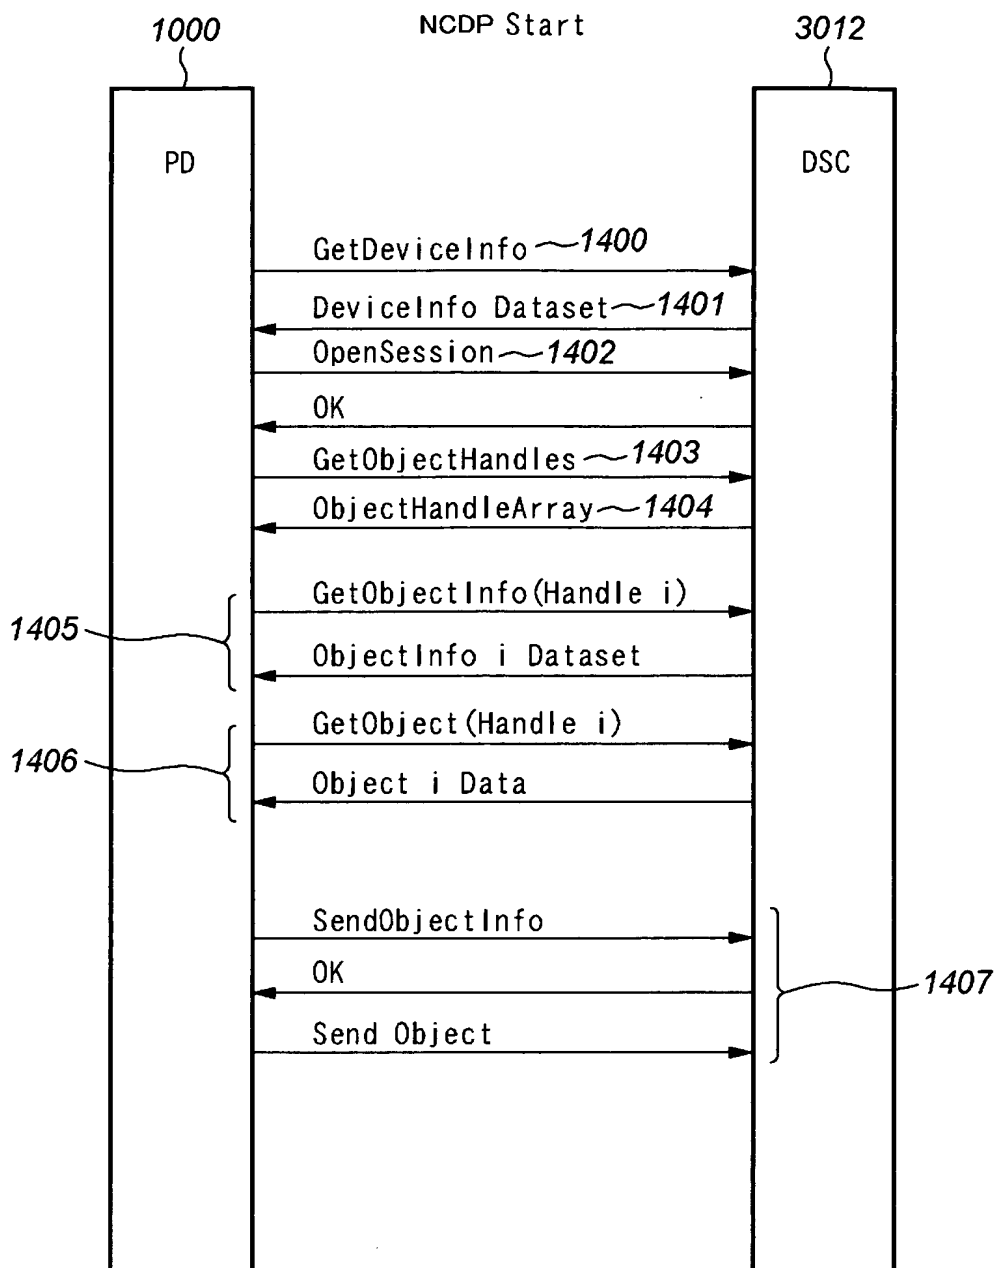 NCDP Start
1000
3012
PD
DSC
GetDeviceInfo 1400
DeviceInfo Dataset 1401
OpenSession 1402
OK
GetObjectHandles 1403
ObjectHandleArray 1404
GetObjectInfo(Handle i)
1405
ObjectInfo i Dataset
GetObject(Handle i)
1406
Object i Data
SendObjectInfo
OK
1407
Send Object